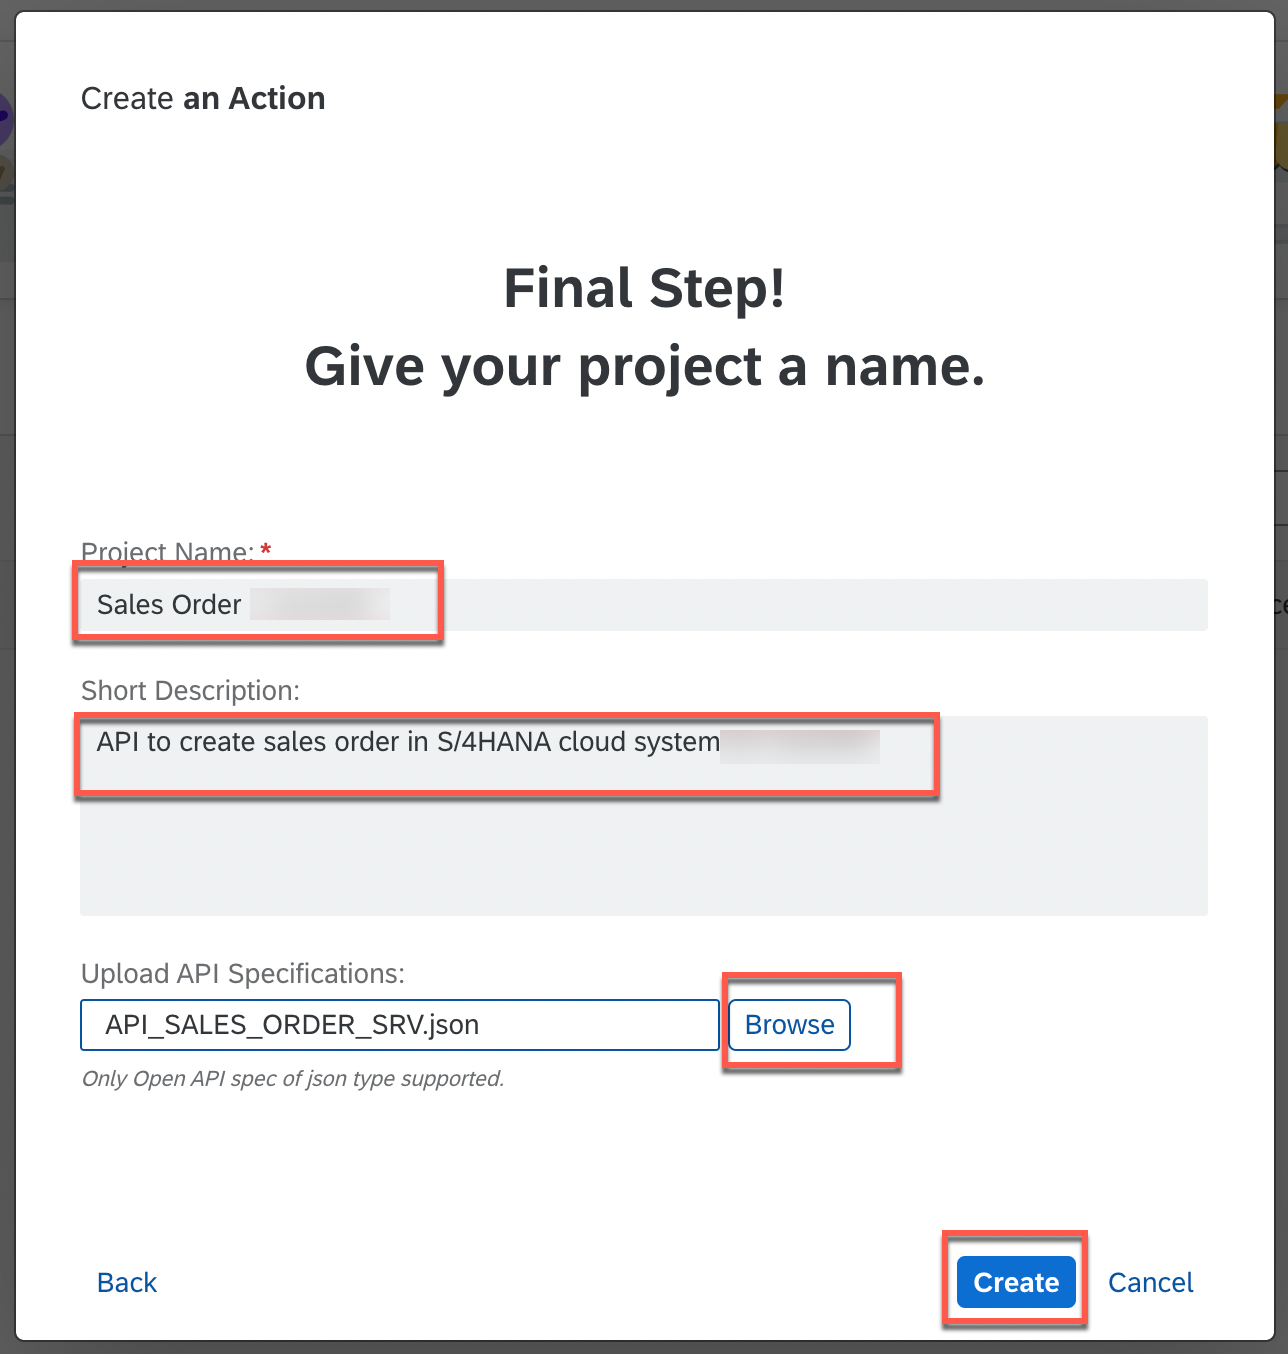 Create an Action
Final Step!
Give your project a name.
Project Name: *
Sales Order
Short Description:
API to create sales order in S/4HANA cloud system
Upload API Specifications:
API_SALES_ORDER_SRV.json
Browse
Only Open API spec of json type supported.
Back
Create
Cancel